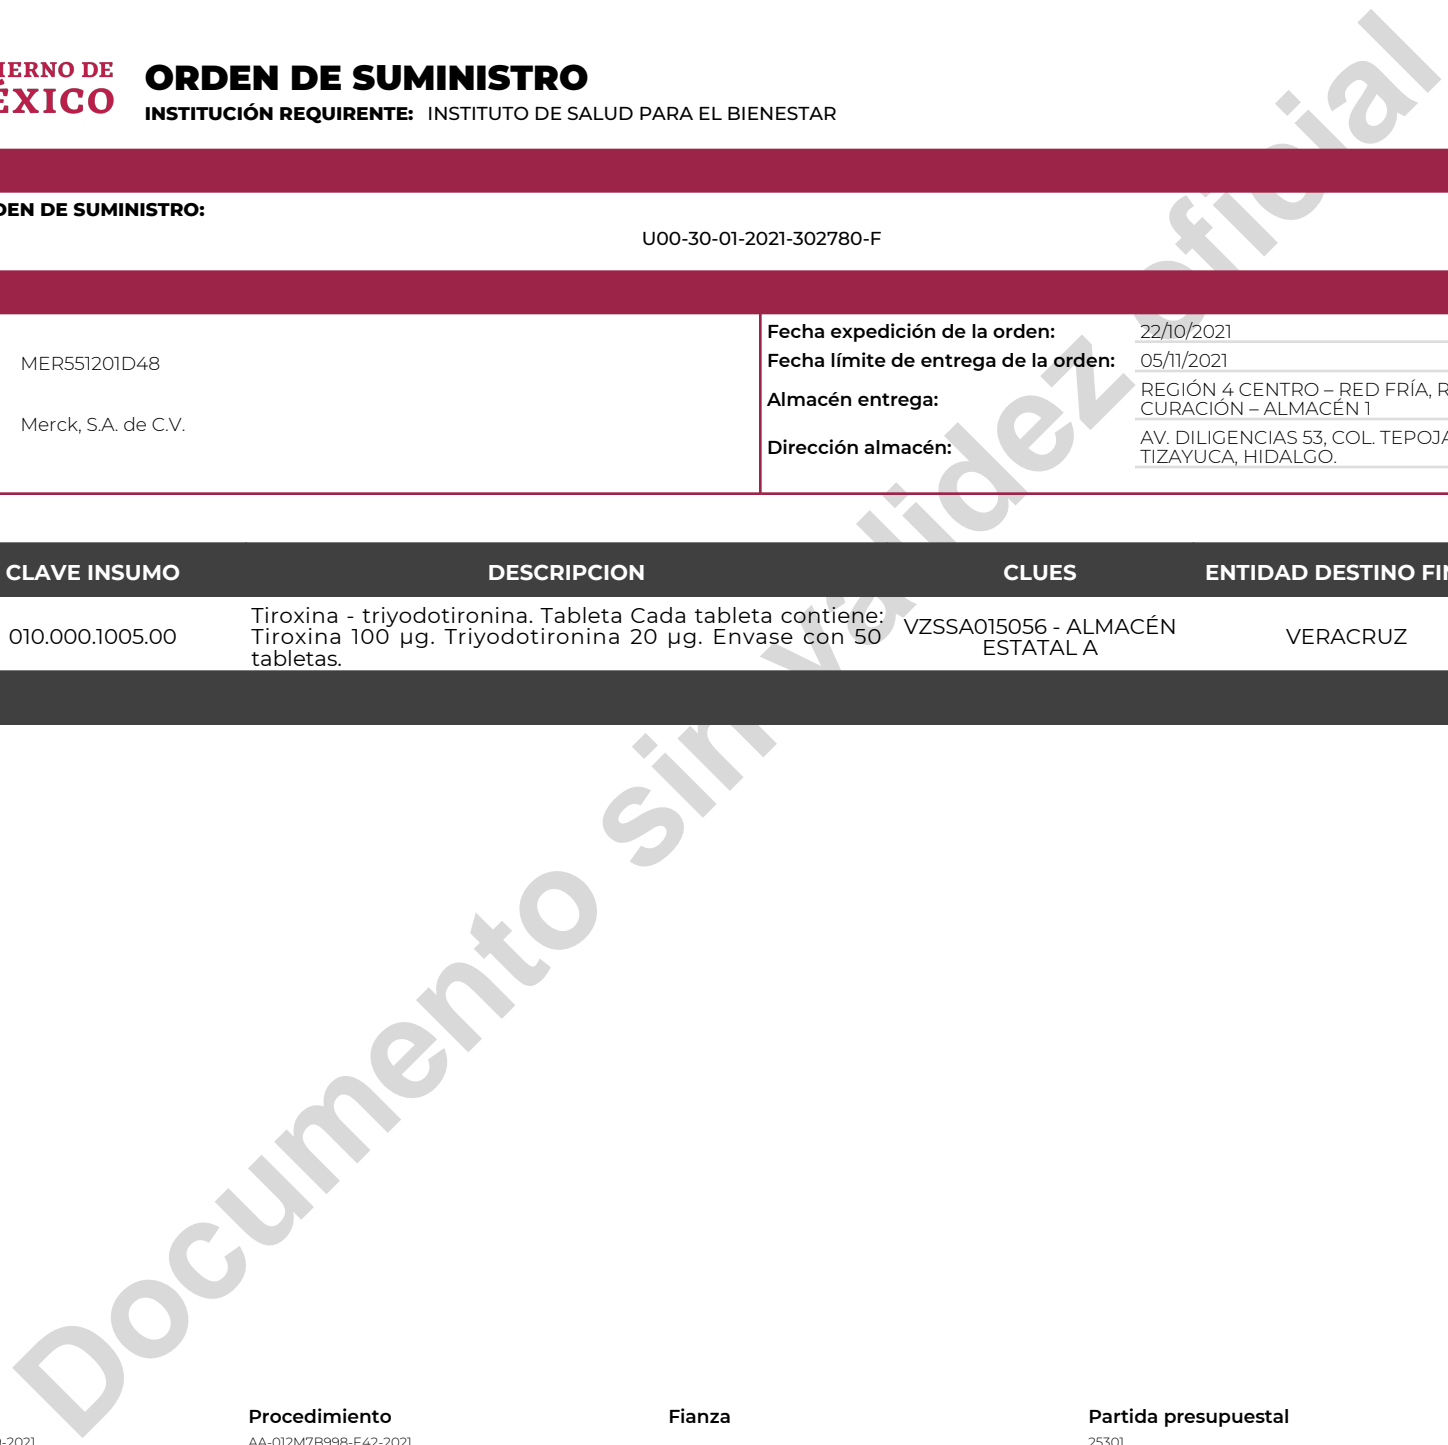 ORDEN DE SUMINISTRO
INSTITUCIÓN REQUIRENTE: INSTITUTO DE SALUD PARA EL BIENESTAR
IERNO DE
ÉXICO
DEN DE SUMINISTRO:
U00-30-01-2021-302780-F
MER551201D48
Merck, S.A. de C.V.
Fecha expedición de la orden: 22/10/2021
Fecha límite de entrega de la orden: 05/11/2021
Almacén entrega: REGIÓN 4 CENTRO – RED FRÍA, R
CURACIÓN – ALMACÉN 1
Dirección almacén: AV. DILIGENCIAS 53, COL. TEPOJA
TIZAYUCA, HIDALGO.
CLAVE INSUMO DESCRIPCION CLUES ENTIDAD DESTINO FIN
010.000.1005.00
Tiroxina - triyodotironina. Tableta Cada tableta contiene:
Tiroxina 100 µg. Triyodotironina 20 µg. Envase con 50
tabletas.
VZSSA015056 - ALMACÉN
ESTATAL A
VERACRUZ
Documento sin validez oficial
Procedimiento Fianza Partida presupuestal
-2021 AA-012M7B998-E42-2021 25301